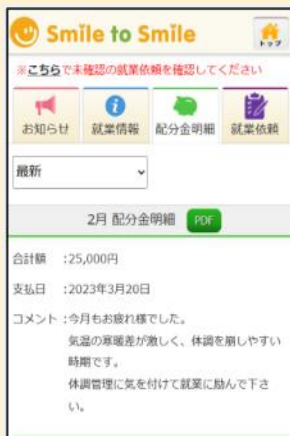 Smile to Smile
トップ
※こちらで未確認の就業依頼を確認してください
お知らせ
就業情報
配分金明細
就業依頼
最新
2月 配分金明細
PDF
合計額 :25,000円
支払日 :2023年3月20日
コメント :今月もお疲れ様でした。
気温の寒暖差が激しく、体調を崩しやすい
時期です。
体調管理に気を付けて就業に励んで下さ
い。